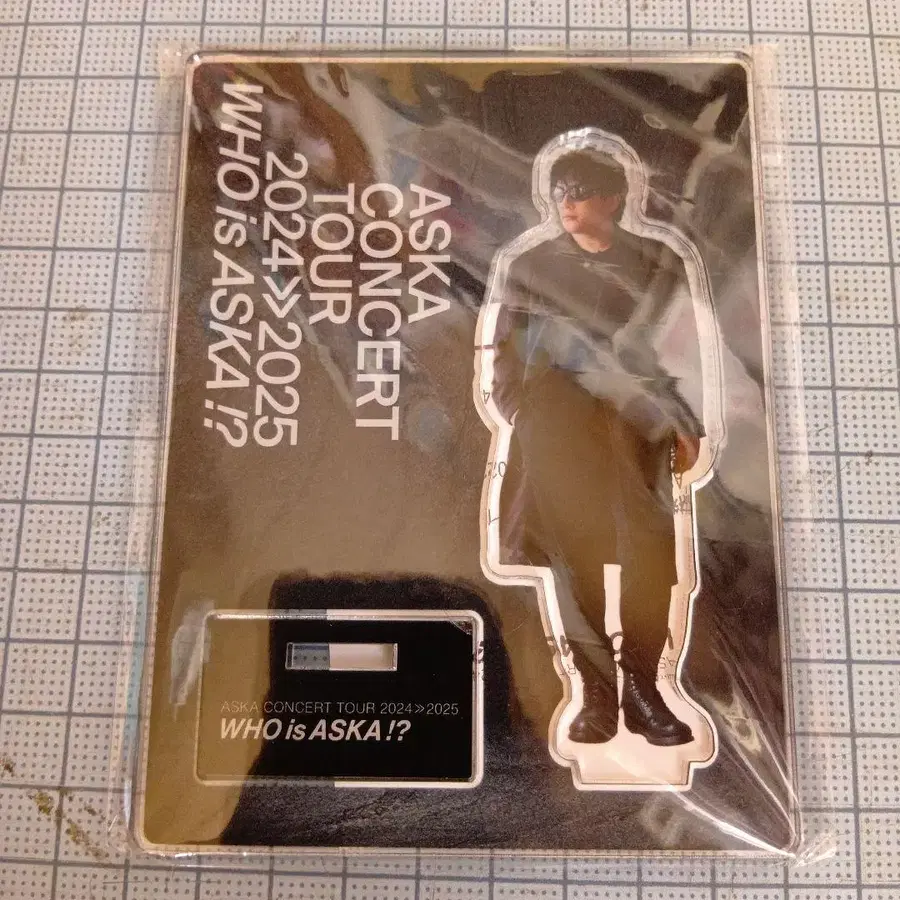 ASKA
CONCERT
TOUR
2024≫2025
WHO is ASKA !?
ASKA CONCERT TOUR 2024≫2025
WHO is ASKA !?